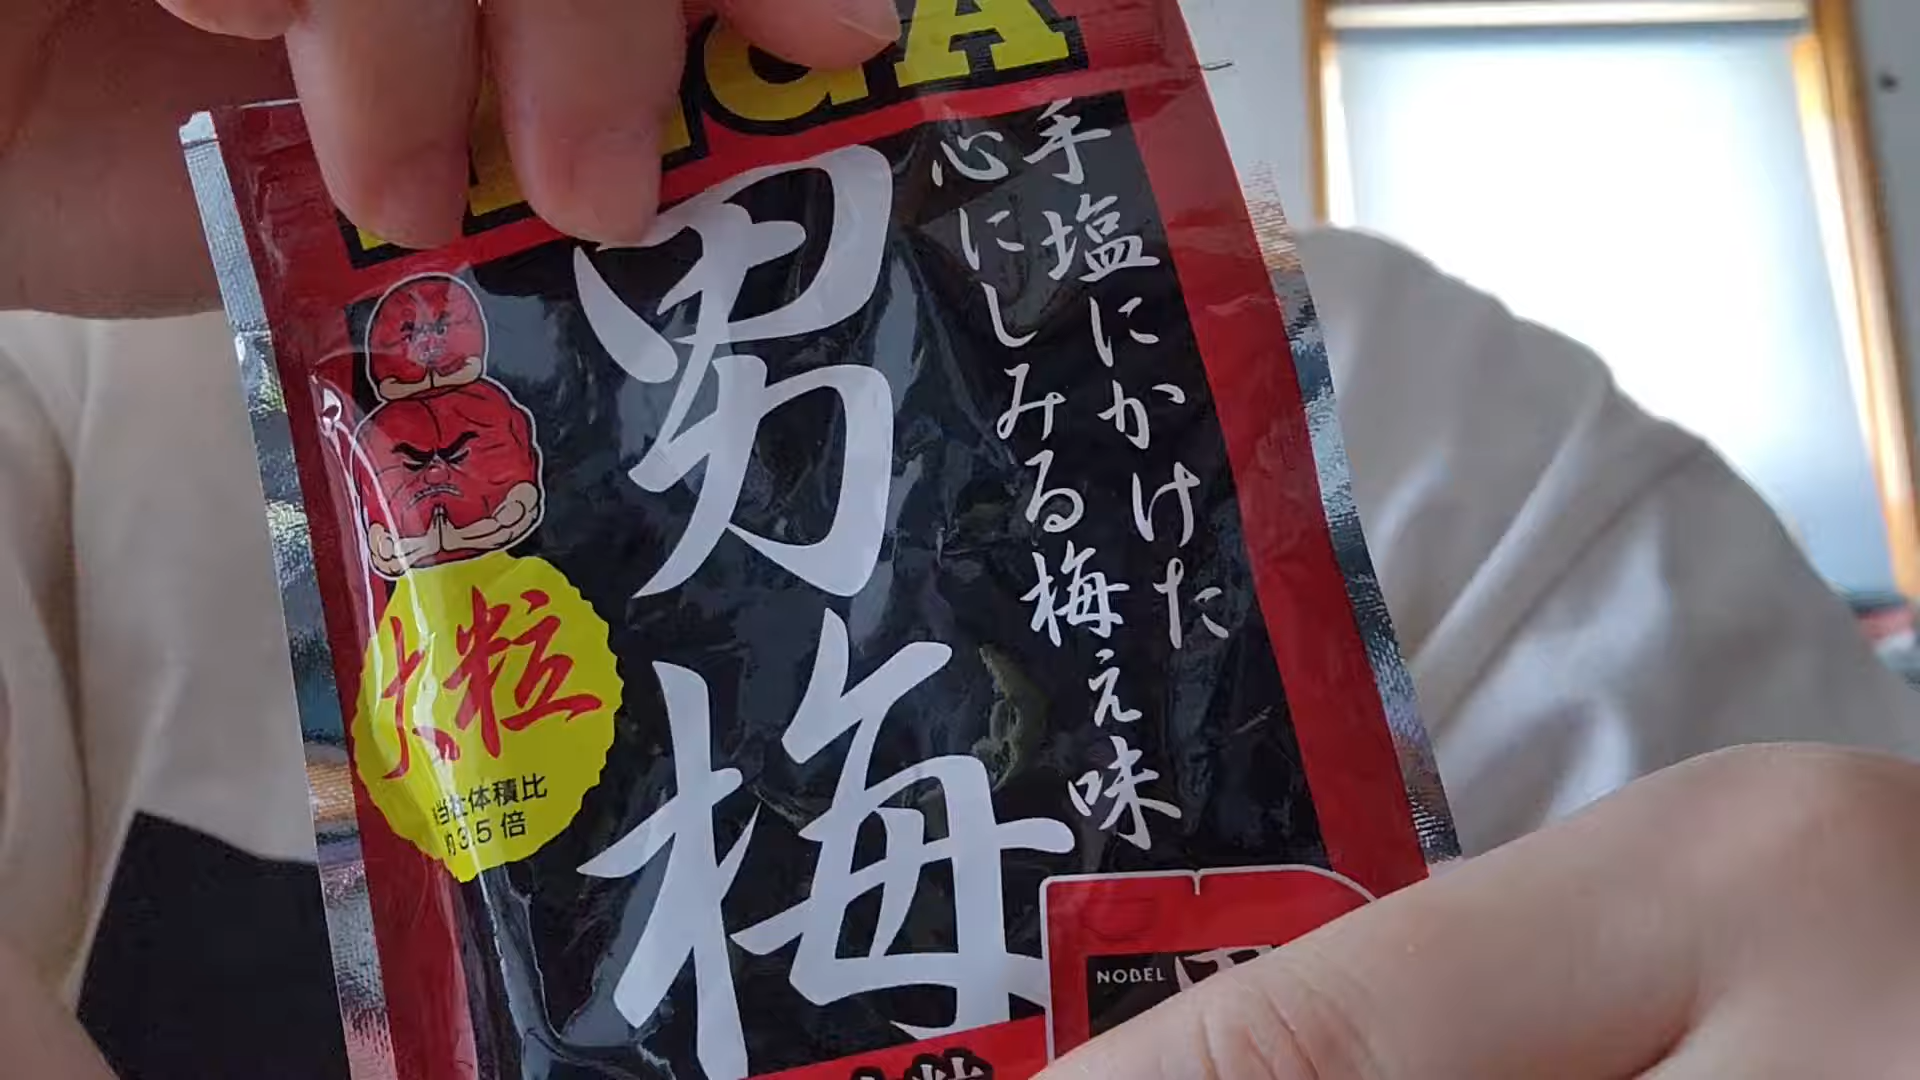 男梅
手塩にかけた
心にしみる梅ぇ味
大粒
当社体積比
約3.5倍
NOBEL